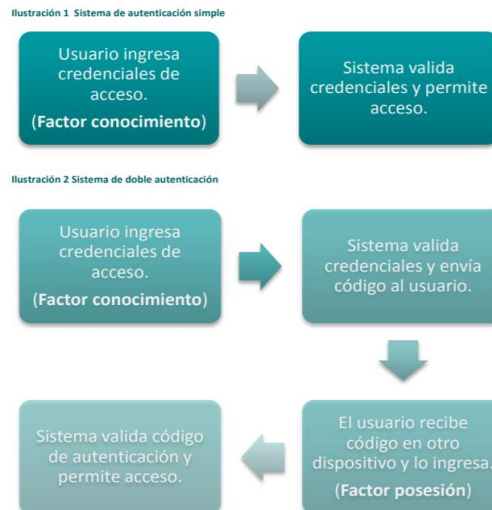 Ilustración 1 Sistema de autenticación simple
Usuario ingresa
credenciales de
acceso.
(Factor conocimiento)
Sistema valida
credenciales y permite
acceso.
Ilustración 2 Sistema de doble autenticación
Usuario ingresa
credenciales de
acceso.
(Factor conocimiento)
Sistema valida
credenciales y envía
código al usuario.
El usuario recibe
código en otro
dispositivo y lo ingresa.
(Factor posesión)
Sistema valida código
de autenticación y
permite acceso.